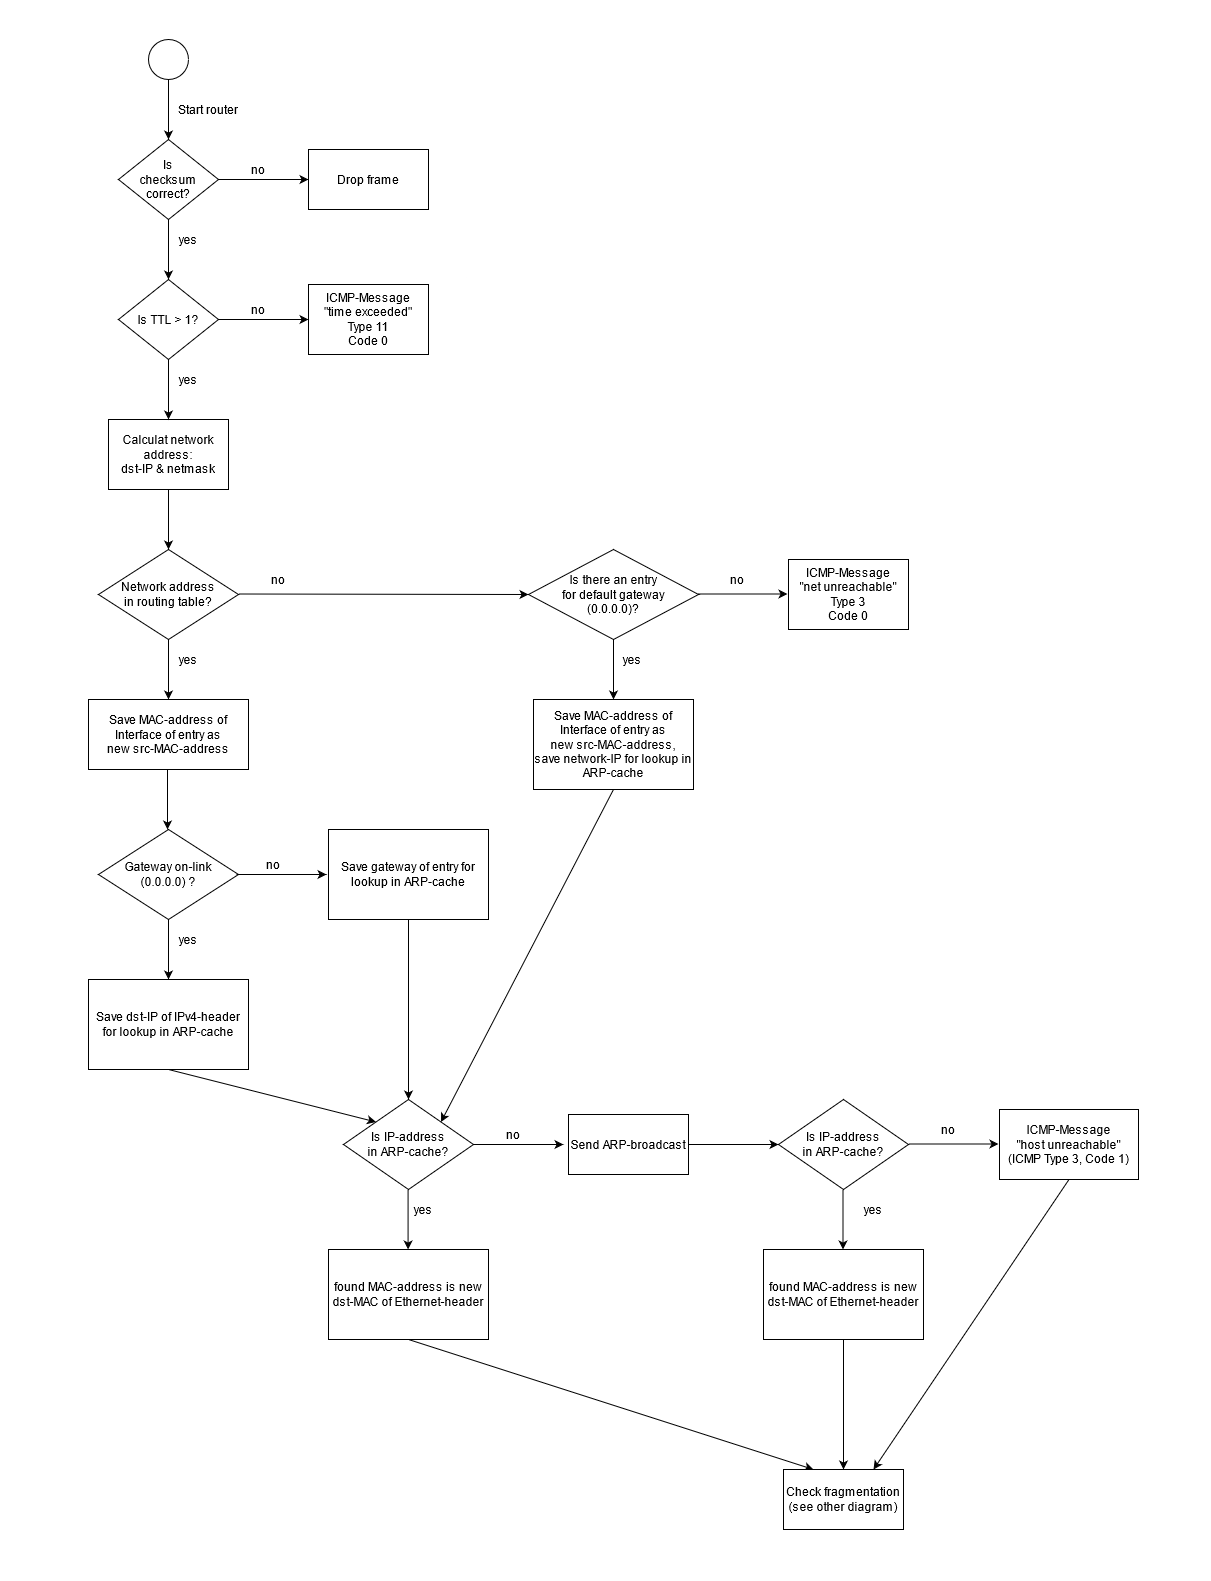 Start router
Is
checksum
correct?
no
Drop frame
yes
Is TTL > 1?
no
ICMP-Message
"time exceeded"
Type 11
Code 0
yes
Calculat network
address:
dst-IP & netmask
Network address
in routing table?
no
Is there an entry
for default gateway
(0.0.0.0)?
no
ICMP-Message
"net unreachable"
Type 3
Code 0
yes
yes
Save MAC-address of
Interface of entry as
new src-MAC-address
Save MAC-address of
Interface of entry as
new src-MAC-address,
save network-IP for lookup in
ARP-cache
Gateway on-link
(0.0.0.0) ?
no
Save gateway of entry for
lookup in ARP-cache
yes
Save dst-IP of IPv4-header
for lookup in ARP-cache
Is IP-address
in ARP-cache?
no
Send ARP-broadcast
Is IP-address
in ARP-cache?
no
ICMP-Message
"host unreachable"
(ICMP Type 3, Code 1)
yes
yes
found MAC-address is new
dst-MAC of Ethernet-header
found MAC-address is new
dst-MAC of Ethernet-header
Check fragmentation
(see other diagram)